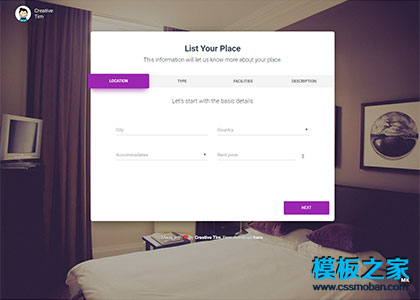 Creative
Tim
List Your Place
This information will let us know more about your place.
LOCATION TYPE FACILITIES DESCRIPTION
Let's start with the basic details
City Country
Accommodates Rent price
NEXT
Creative Tim
here
模板之家
www.cssmoban.com